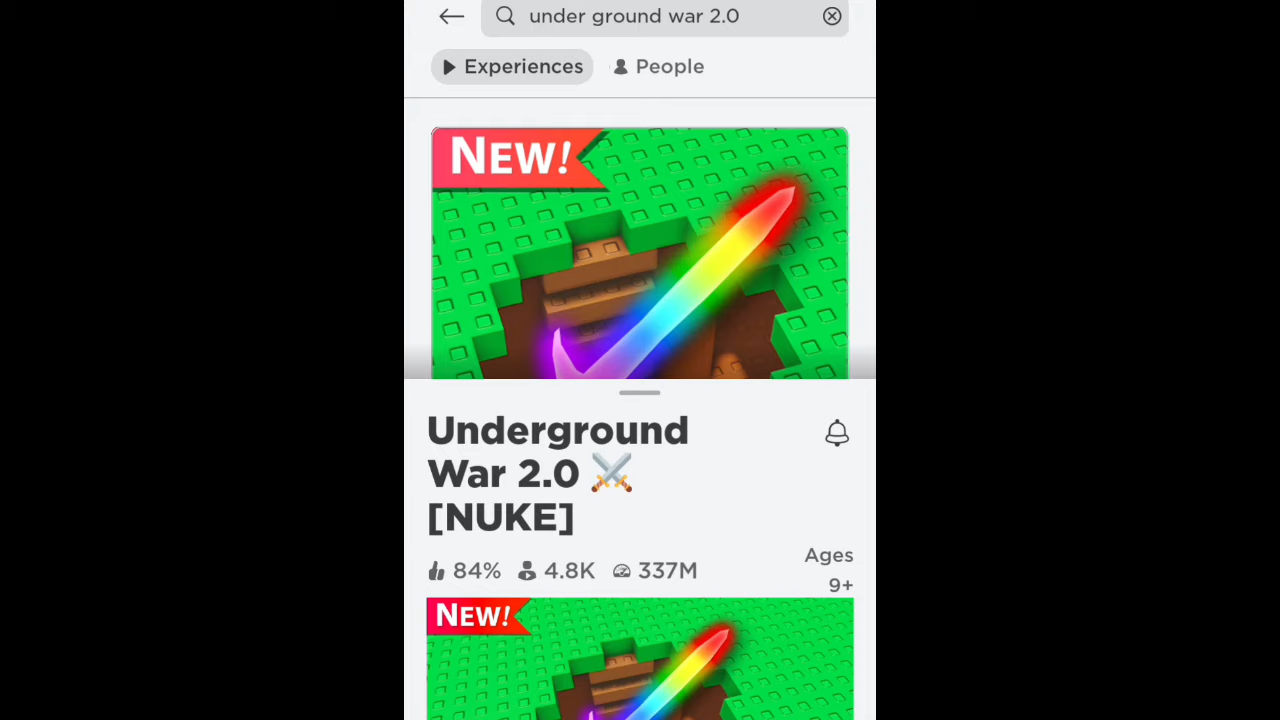 under ground war 2.0
Experiences People
NEW!
Underground
War 2.0 ⚔️
[NUKE]
84% 4.8K 337M
Ages
9+
NEW!